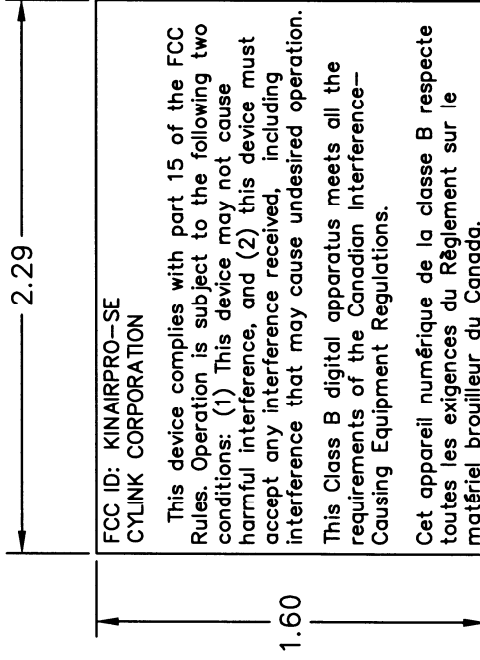 2.29
1.60
FCC ID: KINAIRPRO-SE
CYLINK CORPORATION
This device complies with part 15 of the FCC
Rules. Operation is subject to the following two
conditions: (1) This device may not cause
harmful interference, and (2) this device must
accept any interference received, including
interference that may cause undesired operation.
This Class B digital apparatus meets all the
requirements of the Canadian Interference-
Causing Equipment Regulations.
Cet appareil numérique de la classe B respecte
toutes les exigences du Règlement sur le
matériel brouilleur du Canada.